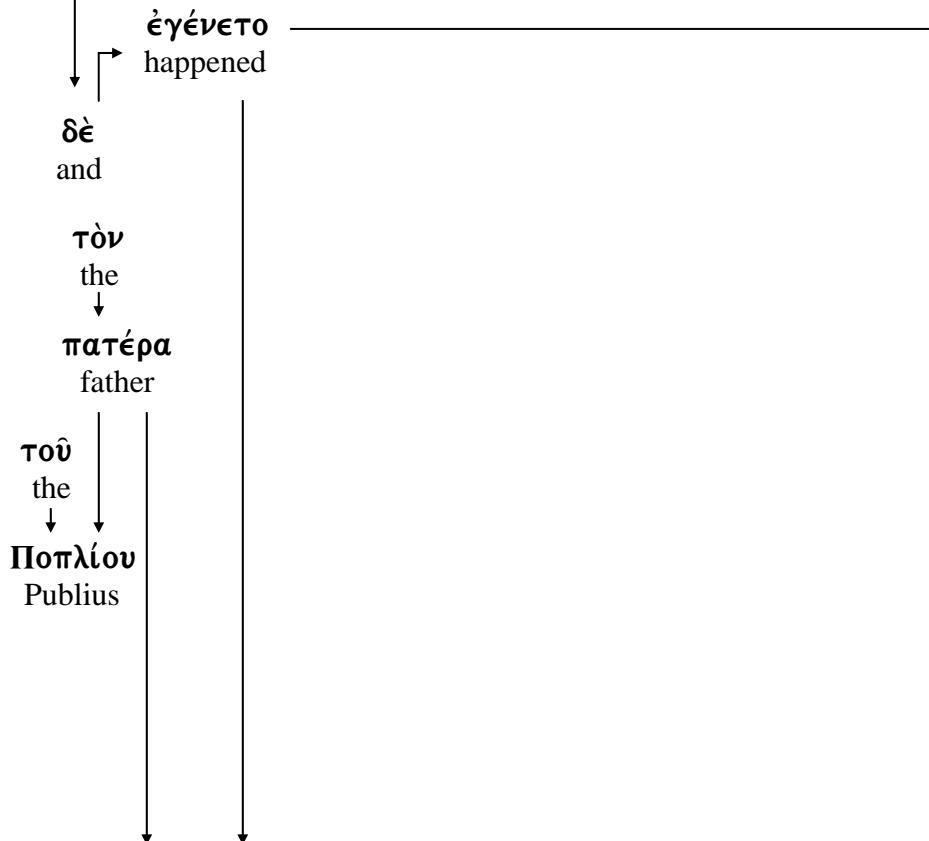 ἐγένετο
happened
δὲ
and
τὸν
the
πατέρα
father
τοῦ
the
Ποπλίου
Publius